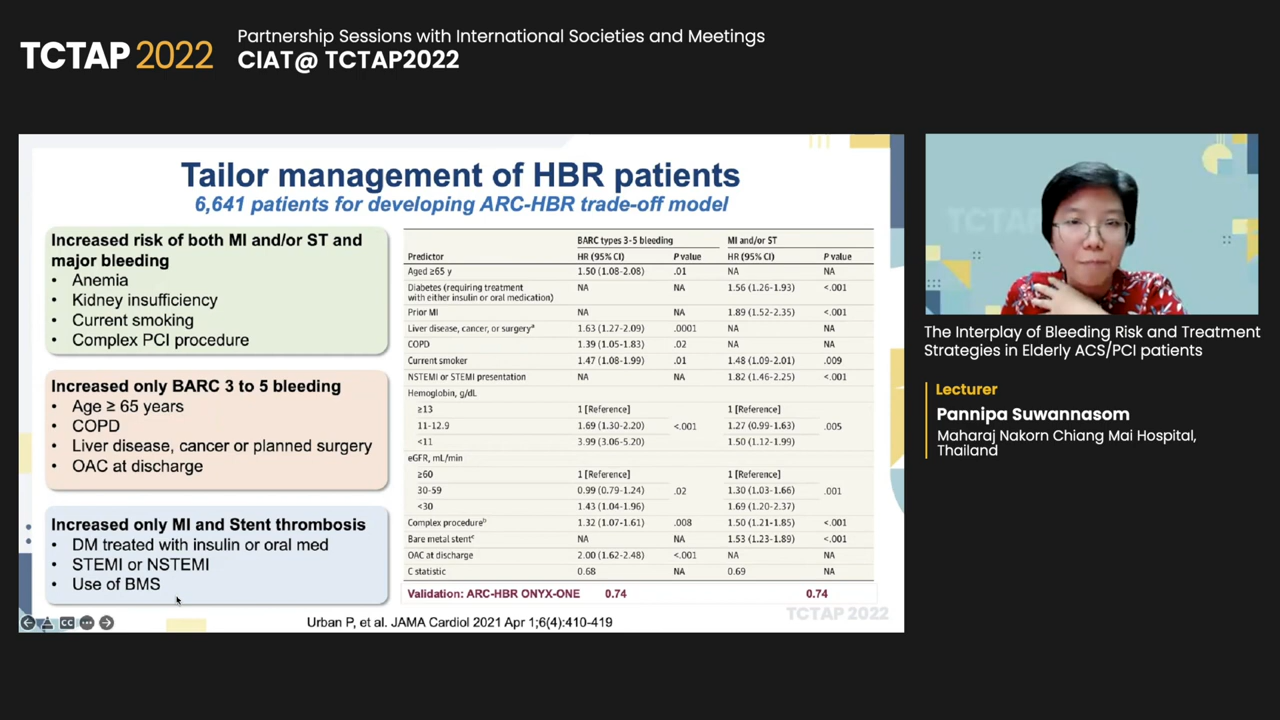 TCTAP 2022
Partnership Sessions with International Societies and Meetings
CIAT@ TCTAP2022
Tailor management of HBR patients
6,641 patients for developing ARC-HBR trade-off model
Increased risk of both MI and/or ST and
major bleeding
• Anemia
• Kidney insufficiency
• Current smoking
• Complex PCI procedure
Increased only BARC 3 to 5 bleeding
• Age ≥ 65 years
• COPD
• Liver disease, cancer or planned surgery
• OAC at discharge
Increased only MI and Stent thrombosis
• DM treated with insulin or oral med
• STEMI or NSTEMI
• Use of BMS
BARC types 3-5 bleeding MI and/or ST
Predictor HR (95% CI) P value HR (95% CI) P value
Aged ≥65 y 1.50 (1.08-2.08) .01 NA NA
Diabetes (requiring treatment
with either insulin or oral medication) NA NA 1.56 (1.26-1.93) <.001
Prior MI NA NA 1.89 (1.52-2.35) <.001
Liver disease, cancer, or surgeryᵃ 1.63 (1.27-2.09) .0001 NA NA
COPD 1.39 (1.05-1.83) .02 NA NA
Current smoker 1.47 (1.08-1.99) .01 1.48 (1.09-2.01) .009
NSTEMI or STEMI presentation NA NA 1.82 (1.46-2.25) <.001
Hemoglobin, g/dL
≥13 1 [Reference] 1 [Reference]
11-12.9 1.69 (1.30-2.20) <.001 1.27 (0.99-1.63) .005
<11 3.99 (3.06-5.20) 1.50 (1.12-1.99)
eGFR, mL/min
≥60 1 [Reference] 1 [Reference]
30-59 0.99 (0.79-1.24) .02 1.30 (1.03-1.66) .001
<30 1.43 (1.04-1.96) 1.69 (1.20-2.37)
Complex procedureᵇ 1.32 (1.07-1.61) .008 1.50 (1.21-1.85) <.001
Bare metal stentᶜ NA NA 1.53 (1.23-1.89) <.001
OAC at discharge 2.00 (1.62-2.48) <.001 NA NA
C statistic 0.68 NA 0.69 NA
Validation: ARC-HBR ONYX-ONE 0.74 0.74
TCTAP 2022
Urban P, et al. JAMA Cardiol 2021 Apr 1;6(4):410-419
CC
The Interplay of Bleeding Risk and Treatment
Strategies in Elderly ACS/PCI patients
Lecturer
Pannipa Suwannasom
Maharaj Nakorn Chiang Mai Hospital,
Thailand